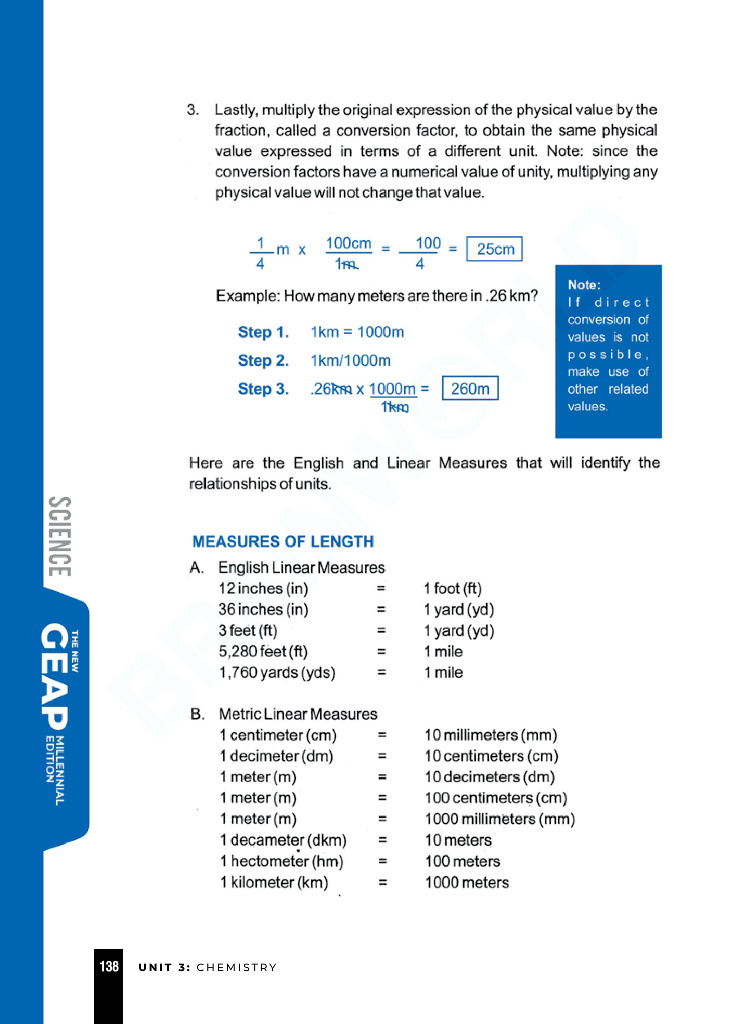 3. Lastly, multiply the original expression of the physical value by the
fraction, called a conversion factor, to obtain the same physical
value expressed in terms of a different unit. Note: since the
conversion factors have a numerical value of unity, multiplying any
physical value will not change that value.
1/4 m x 100cm/1m = 100/4 = 25cm
Example: How many meters are there in .26 km?
Step 1. 1km = 1000m
Step 2. 1km/1000m
Step 3. .26km x 1000m/1km = 260m
Note:
If direct
conversion of
values is not
possible,
make use of
other related
values.
Here are the English and Linear Measures that will identify the
relationships of units.
MEASURES OF LENGTH
A. English Linear Measures
12 inches (in) = 1 foot (ft)
36 inches (in) = 1 yard (yd)
3 feet (ft) = 1 yard (yd)
5,280 feet (ft) = 1 mile
1,760 yards (yds) = 1 mile
B. Metric Linear Measures
1 centimeter (cm) = 10 millimeters (mm)
1 decimeter (dm) = 10 centimeters (cm)
1 meter (m) = 10 decimeters (dm)
1 meter (m) = 100 centimeters (cm)
1 meter (m) = 1000 millimeters (mm)
1 decameter (dkm) = 10 meters
1 hectometer (hm) = 100 meters
1 kilometer (km) = 1000 meters
SCIENCE
THE NEW
GEAP
MILLENNIAL
EDITION
138 UNIT 3: CHEMISTRY